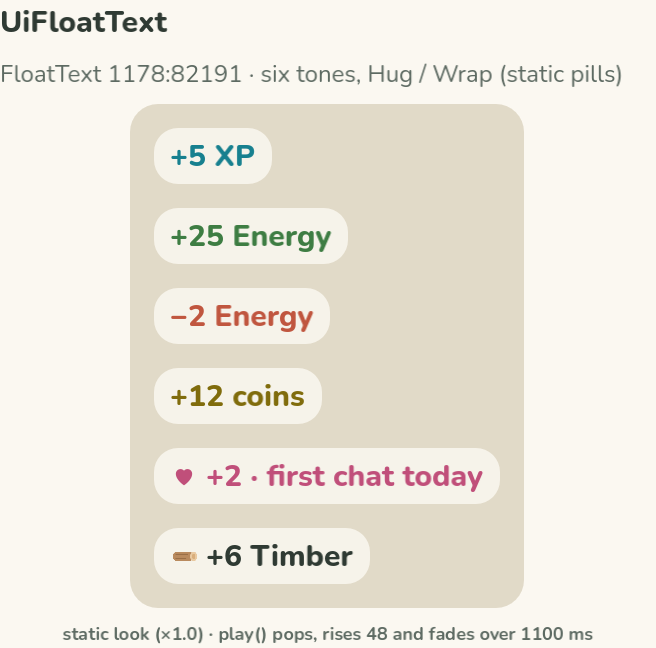 UiFloatText
FloatText 1178:82191 · six tones, Hug / Wrap (static pills)
+5 XP
+25 Energy
−2 Energy
+12 coins
+2 · first chat today
+6 Timber
static look (×1.0) · play() pops, rises 48 and fades over 1100 ms